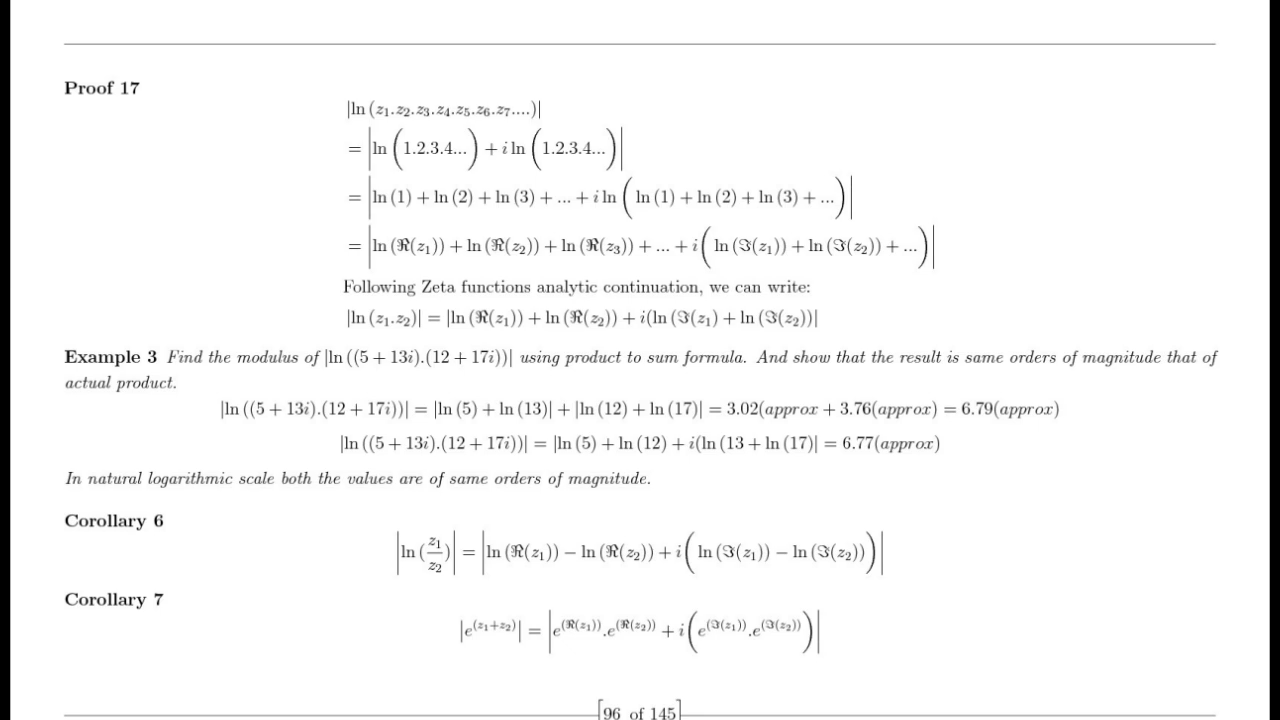 Proof 17
|ln (z₁.z₂.z₃.z₄.z₅.z₆.z₇....)|
= |ln (1.2.3.4...) + i ln (1.2.3.4...)|
= |ln (1) + ln (2) + ln (3) + ... + i ln ( ln (1) + ln (2) + ln (3) + ...)|
= |ln (ℜ(z₁)) + ln (ℜ(z₂)) + ln (ℜ(z₃)) + ... + i( ln (ℑ(z₁)) + ln (ℑ(z₂)) + ...)|
Following Zeta functions analytic continuation, we can write:
|ln (z₁.z₂)| = |ln (ℜ(z₁)) + ln (ℜ(z₂)) + i(ln (ℑ(z₁) + ln (ℑ(z₂))|
Example 3 Find the modulus of |ln ((5 + 13i).(12 + 17i))| using product to sum formula. And show that the result is same orders of magnitude that of
actual product.
|ln ((5 + 13i).(12 + 17i))| = |ln (5) + ln (13)| + |ln (12) + ln (17)| = 3.02(approx + 3.76(approx) = 6.79(approx)
|ln ((5 + 13i).(12 + 17i))| = |ln (5) + ln (12) + i(ln (13 + ln (17)| = 6.77(approx)
In natural logarithmic scale both the values are of same orders of magnitude.
Corollary 6
|ln (z₁/z₂)| = |ln (ℜ(z₁)) − ln (ℜ(z₂)) + i( ln (ℑ(z₁)) − ln (ℑ(z₂)))|
Corollary 7
|e^(z₁+z₂)| = |e^(ℜ(z₁)).e^(ℜ(z₂)) + i(e^(ℑ(z₁)).e^(ℑ(z₂)))|
[96 of 145]